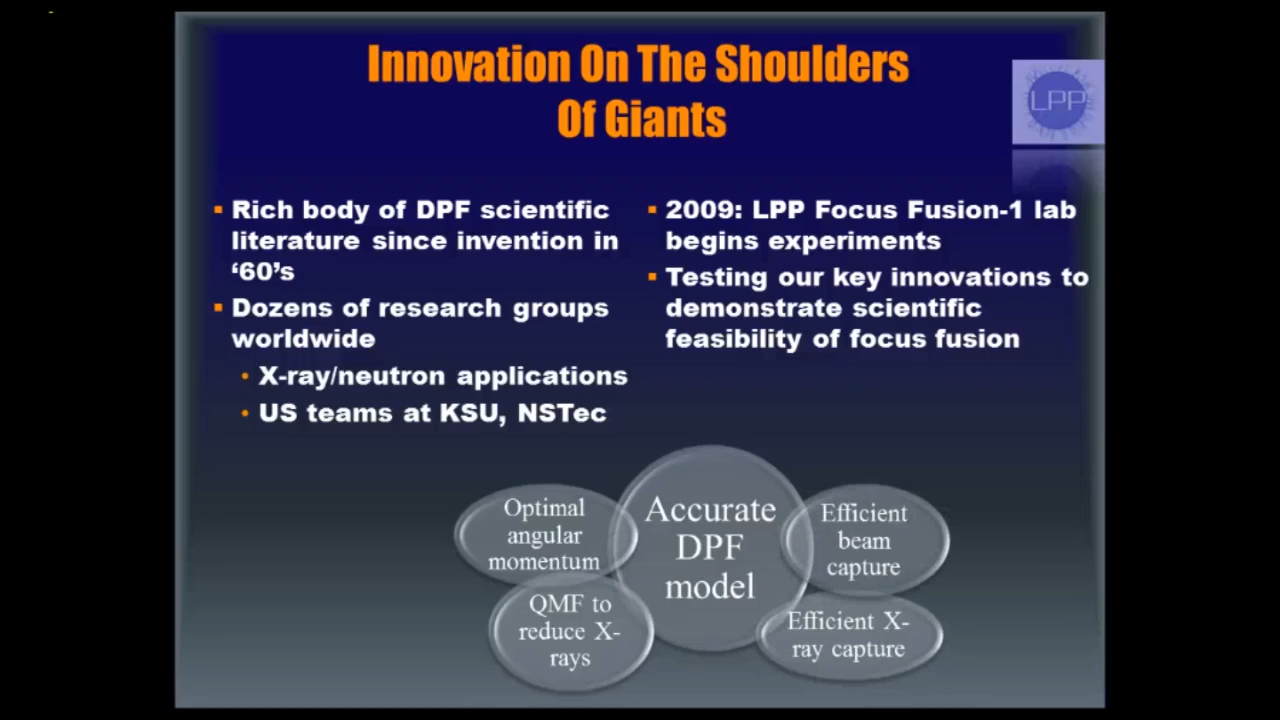 Innovation On The Shoulders
Of Giants
LPP
▪ Rich body of DPF scientific
literature since invention in
‘60’s
▪ Dozens of research groups
worldwide
• X-ray/neutron applications
• US teams at KSU, NSTec
▪ 2009: LPP Focus Fusion-1 lab
begins experiments
▪ Testing our key innovations to
demonstrate scientific
feasibility of focus fusion
Optimal
angular
momentum
QMF to
reduce X-
rays
Accurate
DPF
model
Efficient
beam
capture
Efficient X-
ray capture